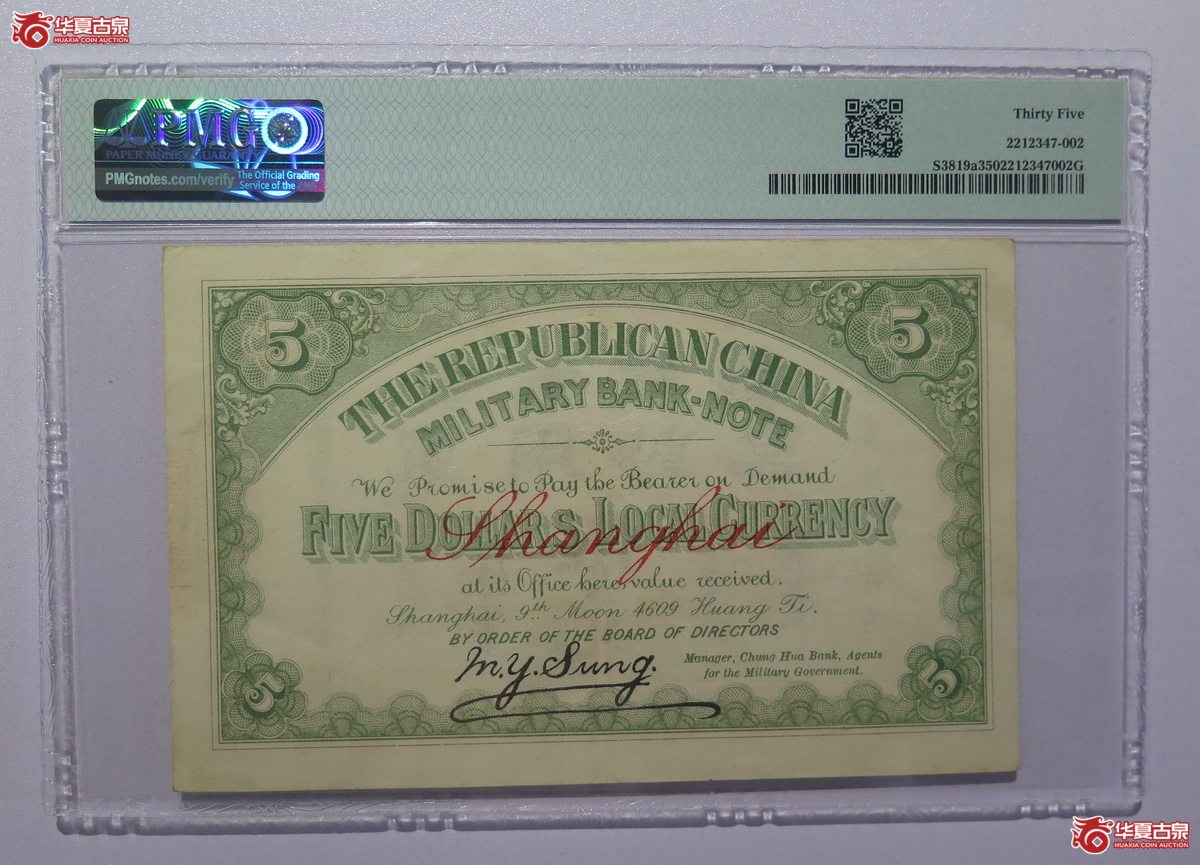 华夏古泉
HUAXIA COIN AUCTION
PMG
PAPER MONEY GUARANTY
PMGnotes.com/verify
The Official Grading
Service of the
Thirty Five
2212347-002
S3819a3502212347002G
5
5
THE REPUBLICAN CHINA
MILITARY BANK-NOTE
We Promise to Pay the Bearer on Demand
FIVE DOLLARS LOCAL CURRENCY
Shanghai
at its Office here, value received.
Shanghai, 9th Moon 4609 Huang Ti.
BY ORDER OF THE BOARD OF DIRECTORS
M.Y. Sung.
Manager, Chung Hua Bank, Agents
for the Military Government.
5
5
华夏古泉
HUAXIA COIN AUCTION